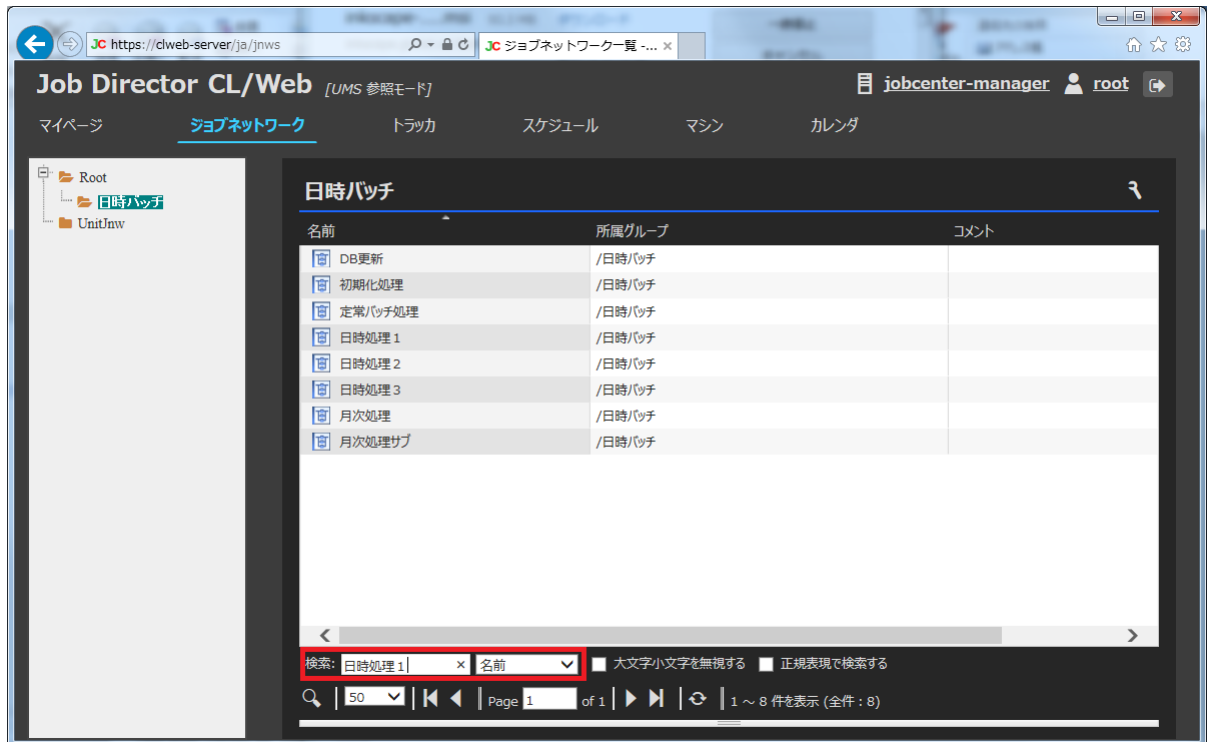 JC https://clweb-server/ja/jnws
JC ジョブネットワーク一覧 -... ×
Job Director CL/Web [UMS 参照モード]
jobcenter-manager root
マイページ ジョブネットワーク トラッカ スケジュール マシン カレンダ
Root
日時バッチ
UnitJnw
日時バッチ
名前 所属グループ コメント
DB更新 /日時バッチ
初期化処理 /日時バッチ
定常バッチ処理 /日時バッチ
日時処理1 /日時バッチ
日時処理2 /日時バッチ
日時処理3 /日時バッチ
月次処理 /日時バッチ
月次処理サブ /日時バッチ
検索: 日時処理1 × 名前 大文字小文字を無視する 正規表現で検索する
50 Page 1 of 1 1 ～ 8 件を表示 (全件 : 8)